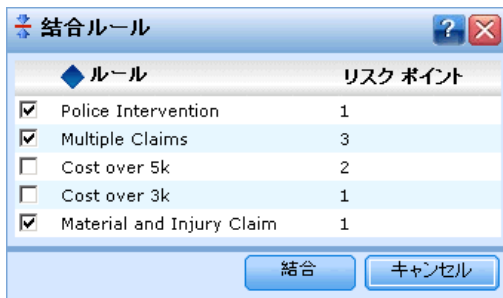 結合ルール
ルール リスク ポイント
Police Intervention 1
Multiple Claims 3
Cost over 5k 2
Cost over 3k 1
Material and Injury Claim 1
結合 キャンセル